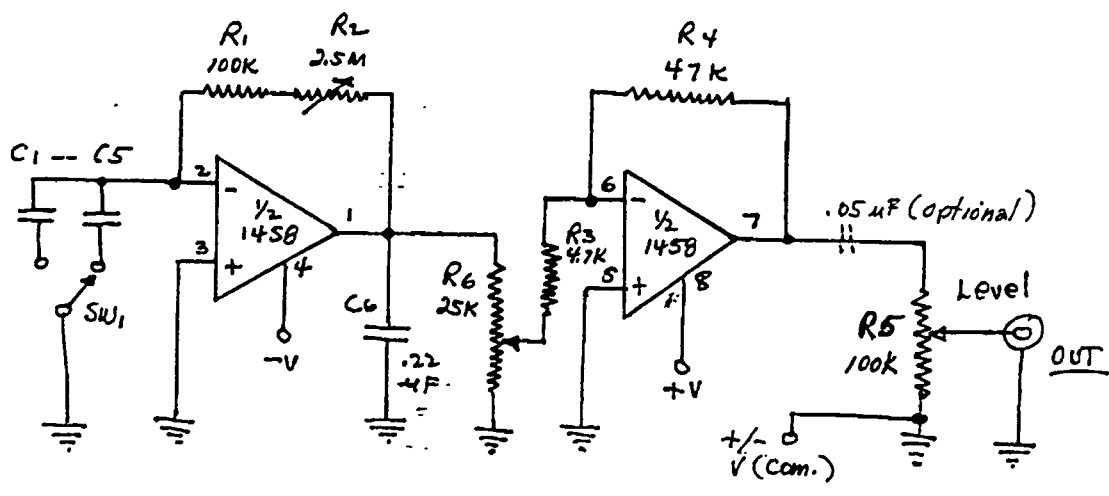 R1
100K
R2
2.5M
R4
47K
C1 -- C5
2
-
1/2
1458
1
3
+
4
-V
SW1
C6
.22
µF
R6
25K
R3
4.7K
6
-
1/2
1458
7
5
+
8
+V
.05 µF (optional)
Level
R5
100K
OUT
+/-
V (Com.)